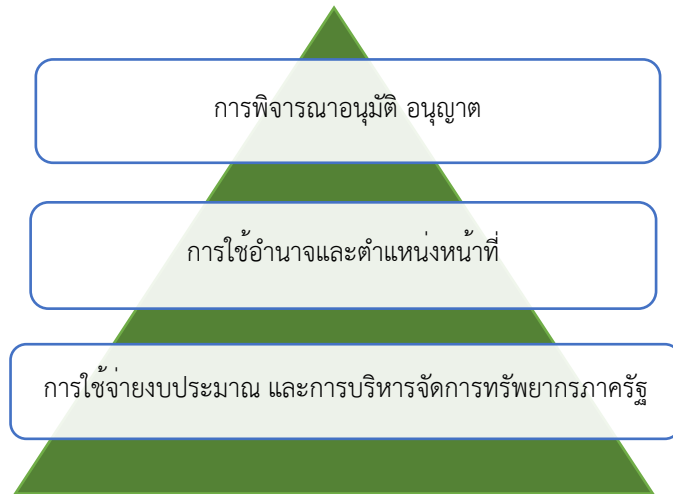 การพิจารณาอนุมัติ อนุญาต
การใช้อำนาจและตำแหน่งหน้าที่
การใช้จ่ายงบประมาณ และการบริหารจัดการทรัพยากรภาครัฐ